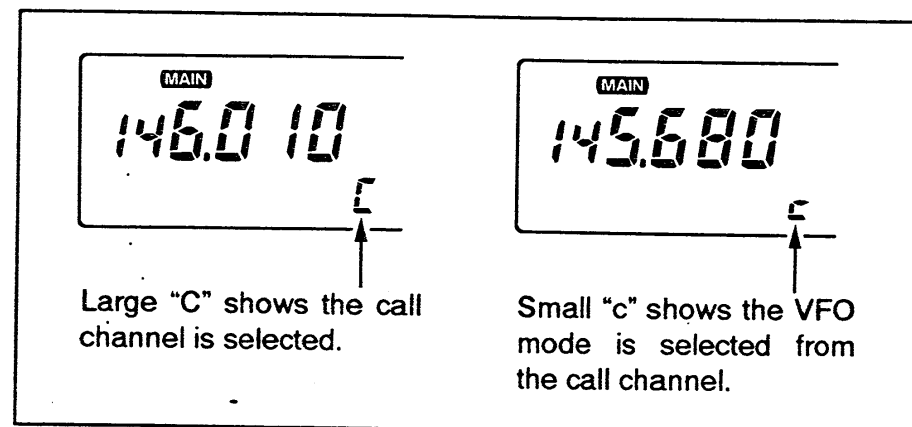 MAIN
146.010
C
Large “C” shows the call
channel is selected.
MAIN
145.680
c
Small “c” shows the VFO
mode is selected from
the call channel.